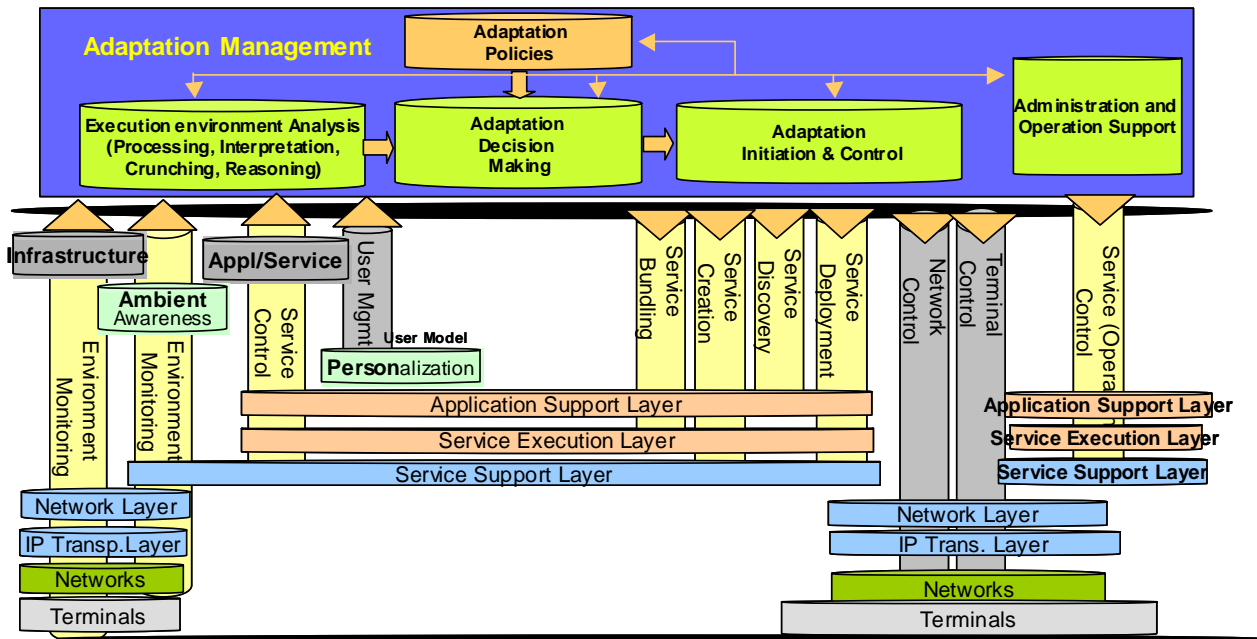 Adaptation Management
Adaptation
Policies
Execution environment Analysis
(Processing, Interpretation,
Crunching, Reasoning)
Adaptation
Decision
Making
Adaptation
Initiation & Control
Administration and
Operation Support
Infrastructure
Environment
Monitoring
Ambient
Awareness
Environment
Monitoring
Appl/Service
Service
Control
User Mgmt
User Model
Personalization
Service
Bundling
Service
Creation
Service
Discovery
Service
Deployment
Network
Control
Terminal
Control
Service (Opera
Control
Application Support Layer
Service Execution Layer
Service Support Layer
Application Support Layer
Service Execution Layer
Service Support Layer
Network Layer
IP Transp.Layer
Networks
Terminals
Network Layer
IP Trans. Layer
Networks
Terminals